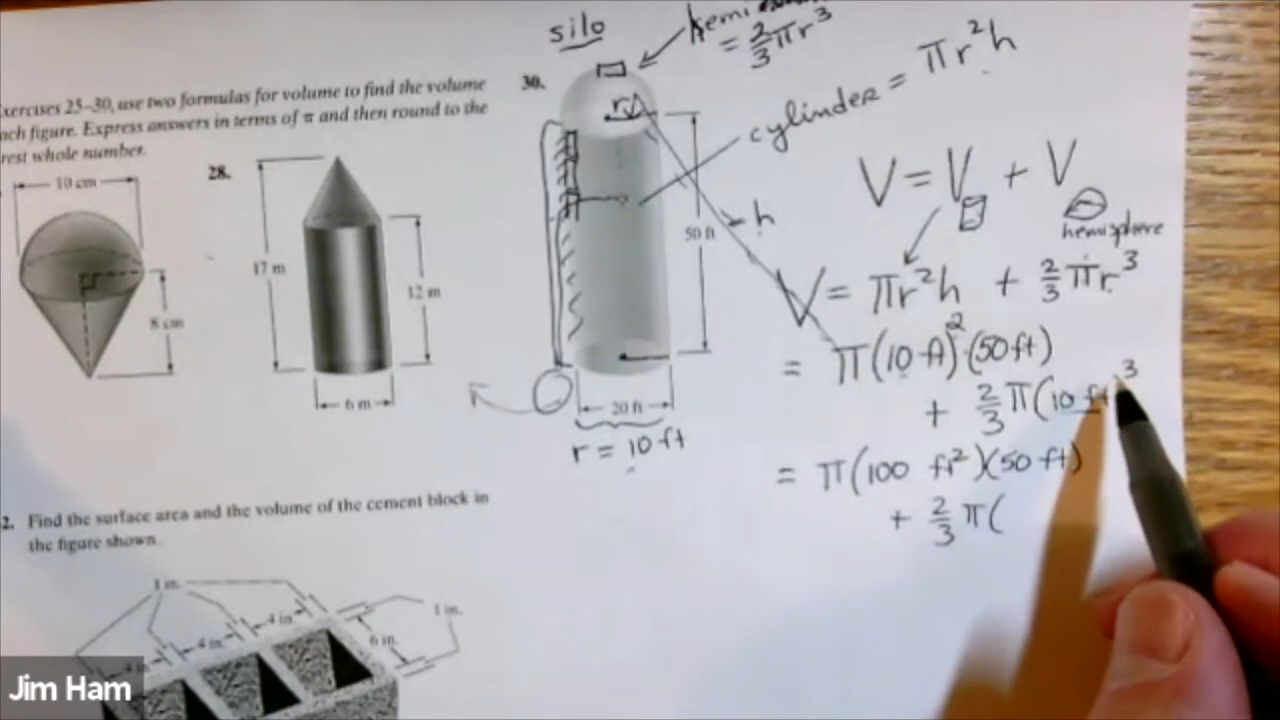 silo
= 2/3 πr³
cylinder = πr²h
Exercises 25–30, use two formulas for volume to find the volume
each figure. Express answers in terms of π and then round to the
nearest whole number.
10 cm
8 cm
28.
17 m
12 m
6 m
30.
r
h
50 ft
20 ft
r = 10 ft
V = V + V
hemisphere
V = πr²h + 2/3 πr³
= π(10 ft)²·(50 ft)
+ 2/3 π(10 ft)³
= π(100 ft²)(50 ft)
+ 2/3 π(
2. Find the surface area and the volume of the cement block in
the figure shown.
1 in.
4 in.
4 in.
4 in.
6 in.
1 in.
Jim Ham